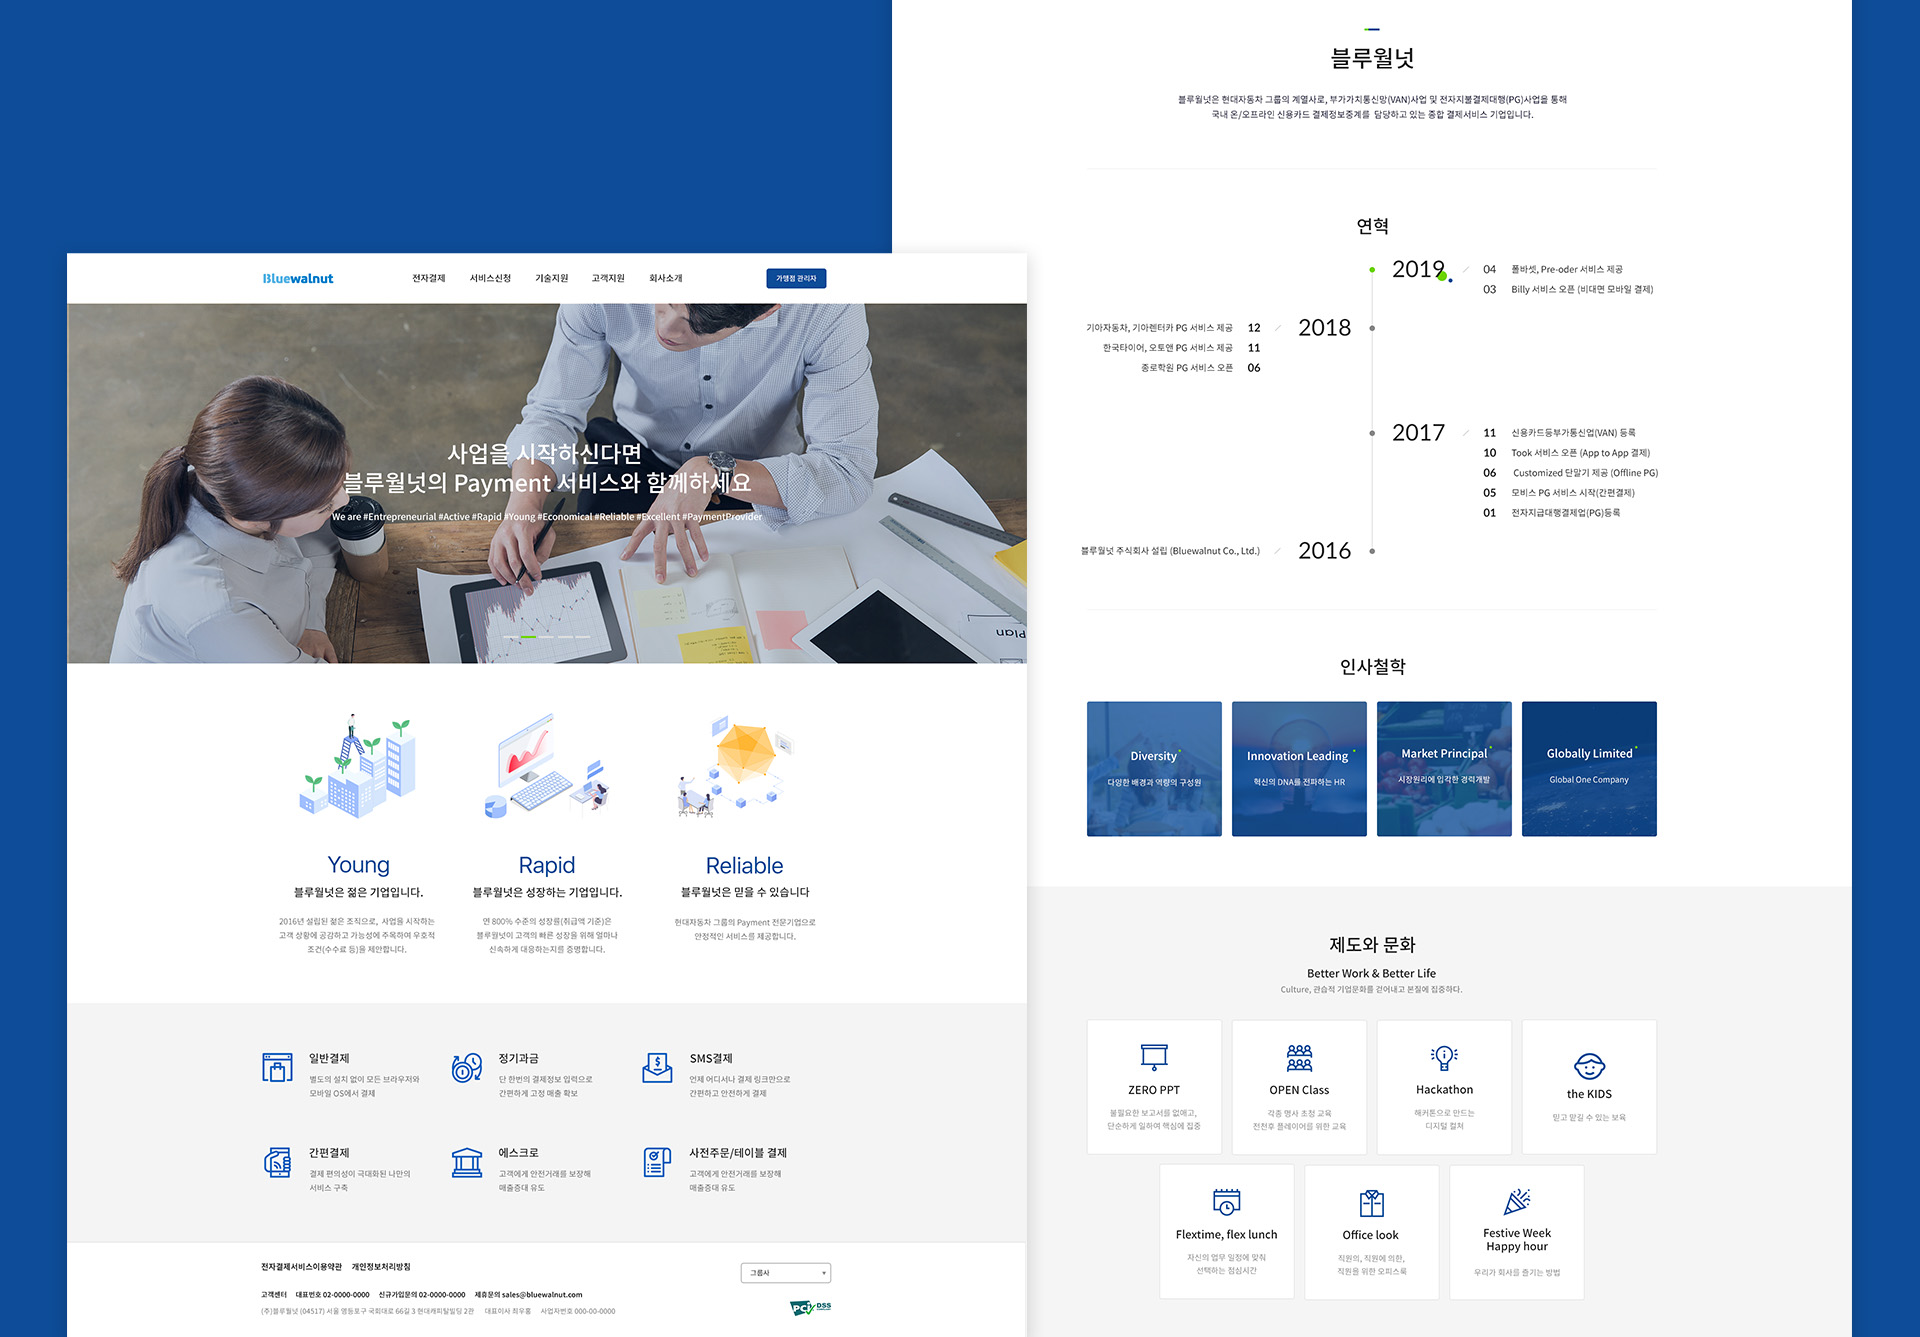 Bluewalnut
전자결제 서비스신청 기술지원 고객지원 회사소개
가맹점 관리자
사업을 시작하신다면
블루월넛의 Payment 서비스와 함께하세요
We are #Entrepreneurial #Active #Rapid #Young #Economical #Reliable #Excellent #PaymentProvider
Plan
Young
블루월넛은 젊은 기업입니다.
2016년 설립된 젊은 조직으로, 사업을 시작하는
고객 상황에 공감하고 가능성에 주목하여 우호적
조건(수수료 등)을 제안합니다.
Rapid
블루월넛은 성장하는 기업입니다.
연 800% 수준의 성장률(취급액 기준)은
블루월넛이 고객의 빠른 성장을 위해 얼마나
신속하게 대응하는지를 증명합니다.
Reliable
블루월넛은 믿을 수 있습니다
현대자동차 그룹의 Payment 전문기업으로
안정적인 서비스를 제공합니다.
일반결제
별도의 설치 없이 모든 브라우저와
모바일 OS에서 결제
정기과금
단 한번의 결제정보 입력으로
간편하게 고정 매출 확보
SMS결제
언제 어디서나 결제 링크만으로
간편하고 안전하게 결제
간편결제
결제 편의성이 극대화된 나만의
서비스 구축
에스크로
고객에게 안전거래를 보장해
매출증대 유도
사전주문/테이블 결제
고객에게 안전거래를 보장해
매출증대 유도
전자결제서비스이용약관 개인정보처리방침
그룹사
고객센터 대표번호 02-0000-0000 신규가입문의 02-0000-0000 제휴문의 sales@bluewalnut.com
(주)블루월넛 (04517) 서울 영등포구 국회대로 66길 3 현대캐피탈빌딩 2관 대표이사 최우홍 사업자번호 000-00-0000
PCI DSS
블루월넛
블루월넛은 현대자동차 그룹의 계열사로, 부가가치통신망(VAN)사업 및 전자지불결제대행(PG)사업을 통해
국내 온/오프라인 신용카드 결제정보중계를 담당하고 있는 종합 결제서비스 기업입니다.
연혁
2019
04 폴바셋, Pre-oder 서비스 제공
03 Billy 서비스 오픈 (비대면 모바일 결제)
2018
기아자동차, 기아렌터카 PG 서비스 제공 12
한국타이어, 오토앤 PG 서비스 제공 11
종로학원 PG 서비스 오픈 06
2017
11 신용카드등부가통신업(VAN) 등록
10 Took 서비스 오픈 (App to App 결제)
06 Customized 단말기 제공 (Offline PG)
05 모비스 PG 서비스 시작(간편결제)
01 전자지급대행결제업(PG)등록
블루월넛 주식회사 설립 (Bluewalnut Co., Ltd.) 2016
인사철학
Diversity
다양한 배경과 역량의 구성원
Innovation Leading
혁신의 DNA를 전파하는 HR
Market Principal
시장원리에 입각한 경력개발
Globally Limited
Global One Company
제도와 문화
Better Work & Better Life
Culture, 관습적 기업문화를 걷어내고 본질에 집중하다.
ZERO PPT
불필요한 보고서를 없애고,
단순하게 일하여 핵심에 집중
OPEN Class
각종 명사 초청 교육
전천후 플레이어를 위한 교육
Hackathon
해커톤으로 만드는
디지털 컬쳐
the KIDS
믿고 맡길 수 있는 보육
Flextime, flex lunch
자신의 업무 일정에 맞춰
선택하는 점심시간
Office look
직원의, 직원에 의한,
직원을 위한 오피스룩
Festive Week
Happy hour
우리가 회사를 즐기는 방법